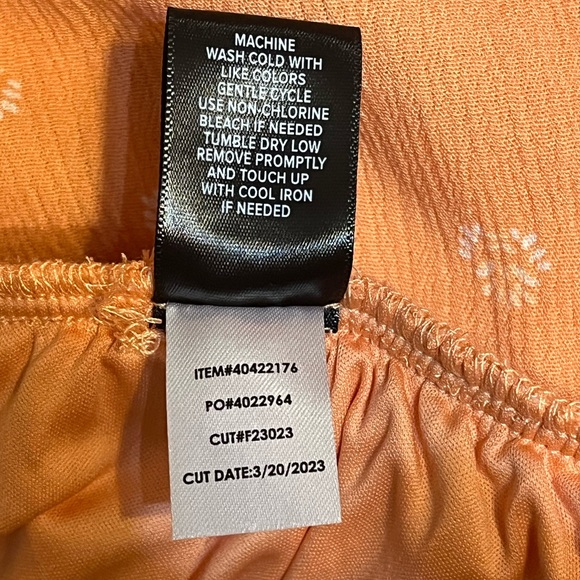 MACHINE
WASH COLD WITH
LIKE COLORS
GENTLE CYCLE
USE NON-CHLORINE
BLEACH IF NEEDED
TUMBLE DRY LOW
REMOVE PROMPTLY
AND TOUCH UP
WITH COOL IRON
IF NEEDED
ITEM#40422176
PO#4022964
CUT#F23023
CUT DATE:3/20/2023